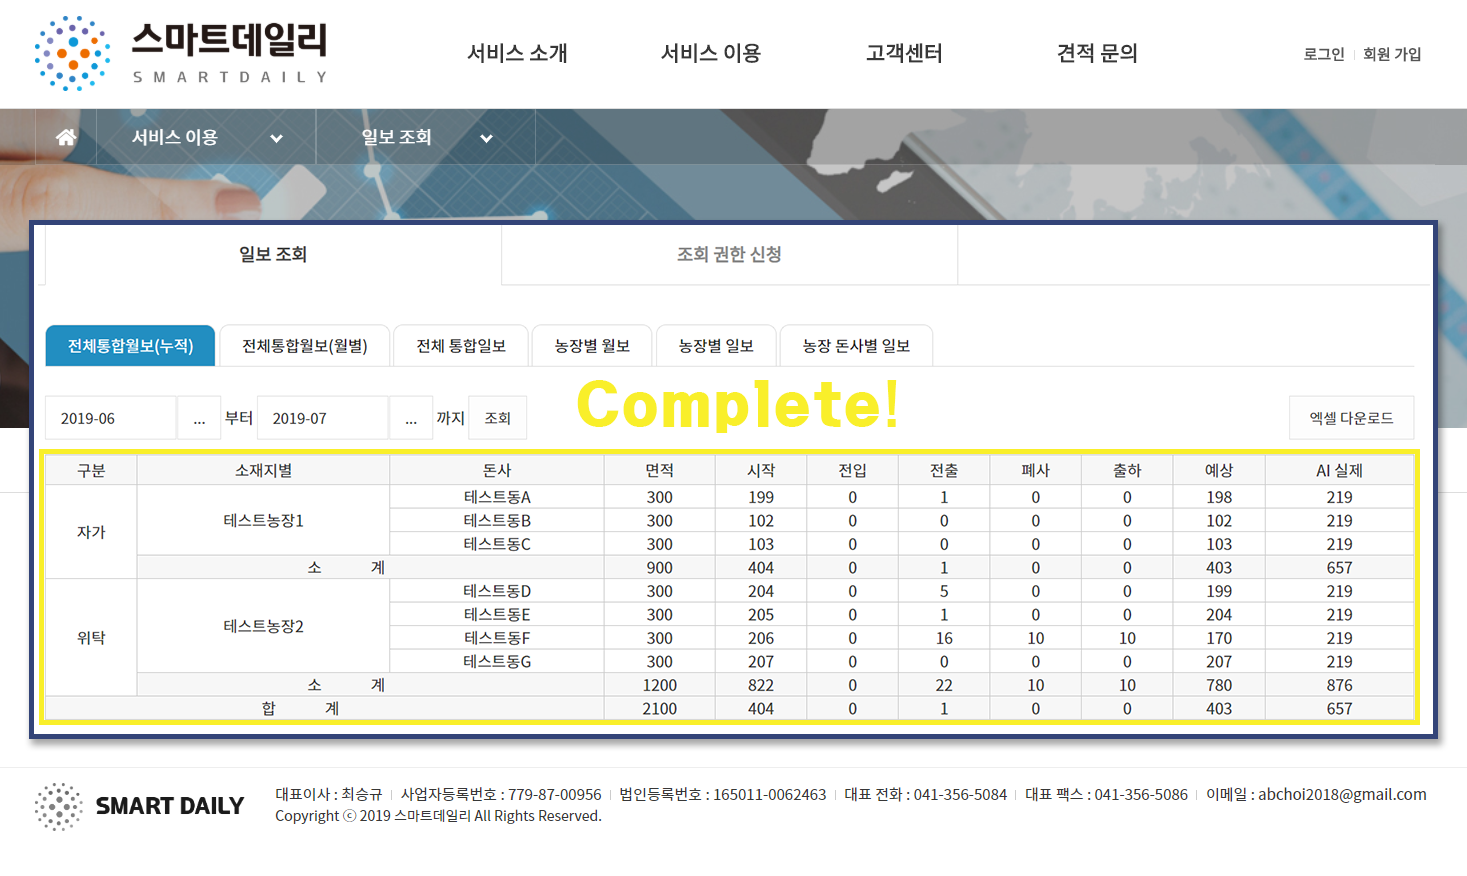 스마트데일리
SMARTDAILY
서비스 소개 서비스 이용 고객센터 견적 문의
로그인 회원 가입
서비스 이용 일보 조회
일보 조회 조회 권한 신청
전체통합월보(누적) 전체통합월보(월별) 전체 통합일보 농장별 월보 농장별 일보 농장 돈사별 일보
Complete!
2019-06 ... 부터 2019-07 ... 까지 조회 엑셀 다운로드
구분 소재지별 돈사 면적 시작 전입 전출 폐사 출하 예상 AI 실제
자가 테스트농장1 테스트동A 300 199 0 1 0 0 198 219
테스트동B 300 102 0 0 0 0 102 219
테스트동C 300 103 0 0 0 0 103 219
소 계 900 404 0 1 0 0 403 657
위탁 테스트농장2 테스트동D 300 204 0 5 0 0 199 219
테스트동E 300 205 0 1 0 0 204 219
테스트동F 300 206 0 16 10 10 170 219
테스트동G 300 207 0 0 0 0 207 219
소 계 1200 822 0 22 10 10 780 876
합 계 2100 404 0 1 0 0 403 657
SMART DAILY
대표이사 : 최승규 사업자등록번호 : 779-87-00956 법인등록번호 : 165011-0062463 대표 전화 : 041-356-5084 대표 팩스 : 041-356-5086 이메일 : abchoi2018@gmail.com
Copyright ⓒ 2019 스마트데일리 All Rights Reserved.